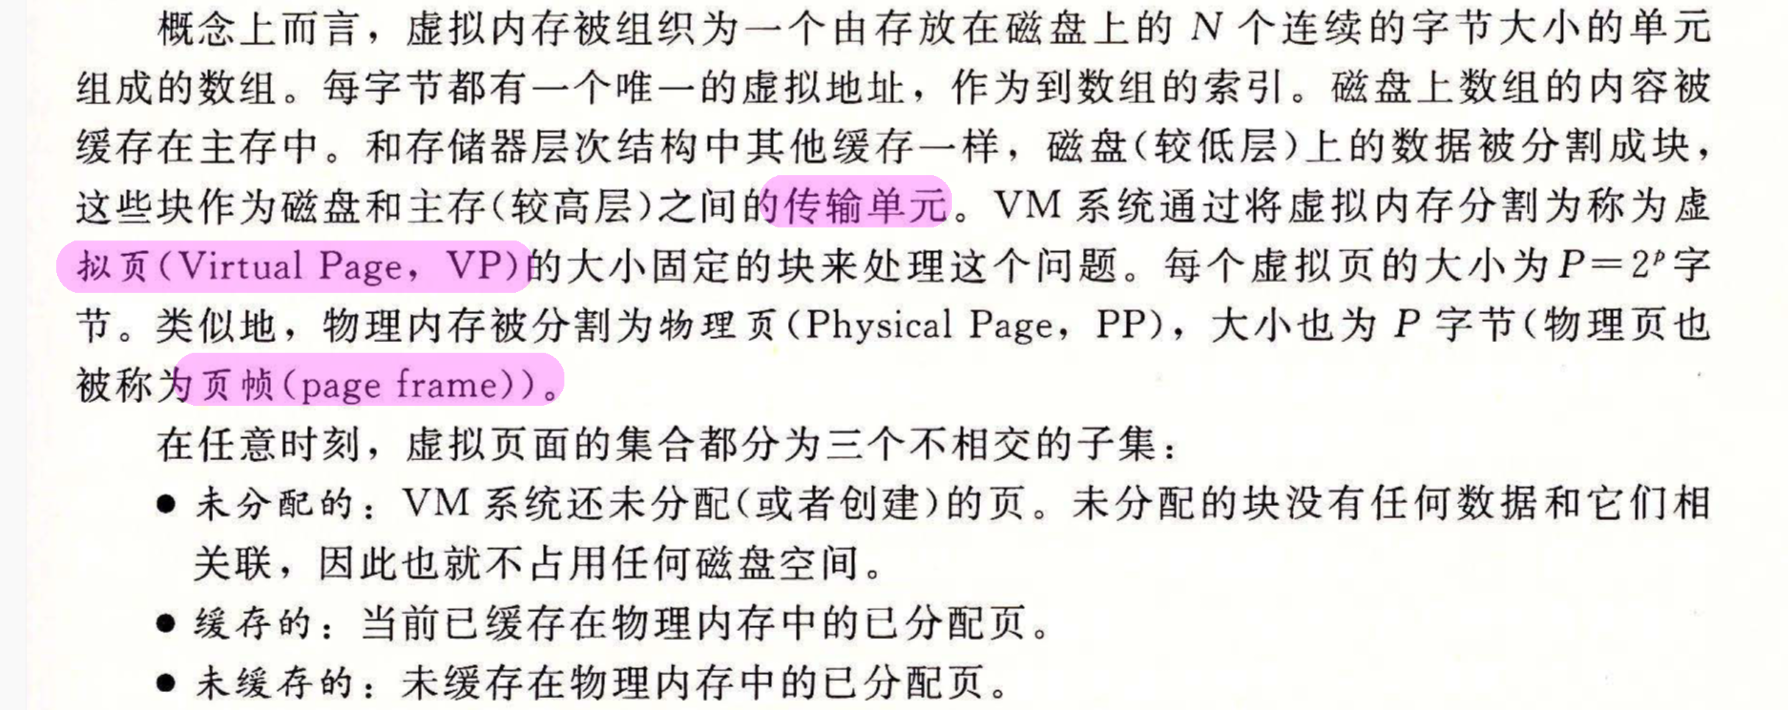 概念上而言，虚拟内存被组织为一个由存放在磁盘上的 N 个连续的字节大小的单元
组成的数组。每字节都有一个唯一的虚拟地址，作为到数组的索引。磁盘上数组的内容被
缓存在主存中。和存储器层次结构中其他缓存一样，磁盘(较低层)上的数据被分割成块，
这些块作为磁盘和主存(较高层)之间的传输单元。VM 系统通过将虚拟内存分割为称为虚
拟页(Virtual Page，VP)的大小固定的块来处理这个问题。每个虚拟页的大小为 P＝2ᵖ 字
节。类似地，物理内存被分割为物理页(Physical Page，PP)，大小也为 P 字节(物理页也
被称为页帧(page frame))。
在任意时刻，虚拟页面的集合都分为三个不相交的子集：
● 未分配的：VM 系统还未分配(或者创建)的页。未分配的块没有任何数据和它们相
关联，因此也就不占用任何磁盘空间。
● 缓存的：当前已缓存在物理内存中的已分配页。
● 未缓存的：未缓存在物理内存中的已分配页。